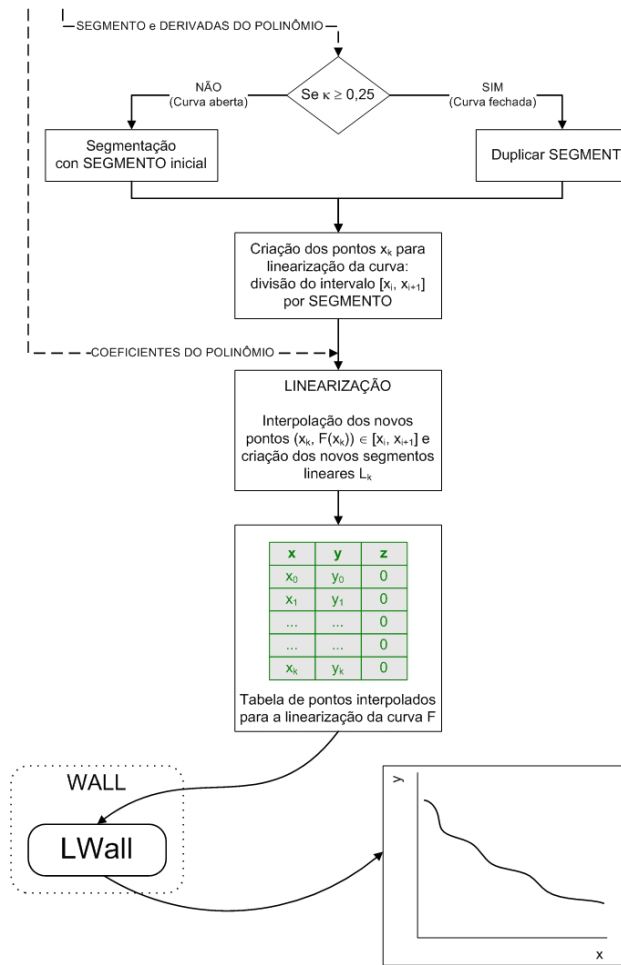 SEGMENTO e DERIVADAS DO POLINÔMIO
NÃO
(Curva aberta)
Se κ ≥ 0,25
SIM
(Curva fechada)
Segmentação
con SEGMENTO inicial
Duplicar SEGMENT
Criação dos pontos xₖ para
linearização da curva:
divisão do intervalo [xᵢ, xᵢ₊₁]
por SEGMENTO
COEFICIENTES DO POLINÔMIO
LINEARIZAÇÃO
Interpolação dos novos
pontos (xₖ, F(xₖ)) ∈ [xᵢ, xᵢ₊₁] e
criação dos novos segmentos
lineares Lₖ
x y z
x₀ y₀ 0
x₁ y₁ 0
... ... 0
... ... 0
xₖ yₖ 0
Tabela de pontos interpolados
para a linearização da curva F
WALL
LWall
y
x